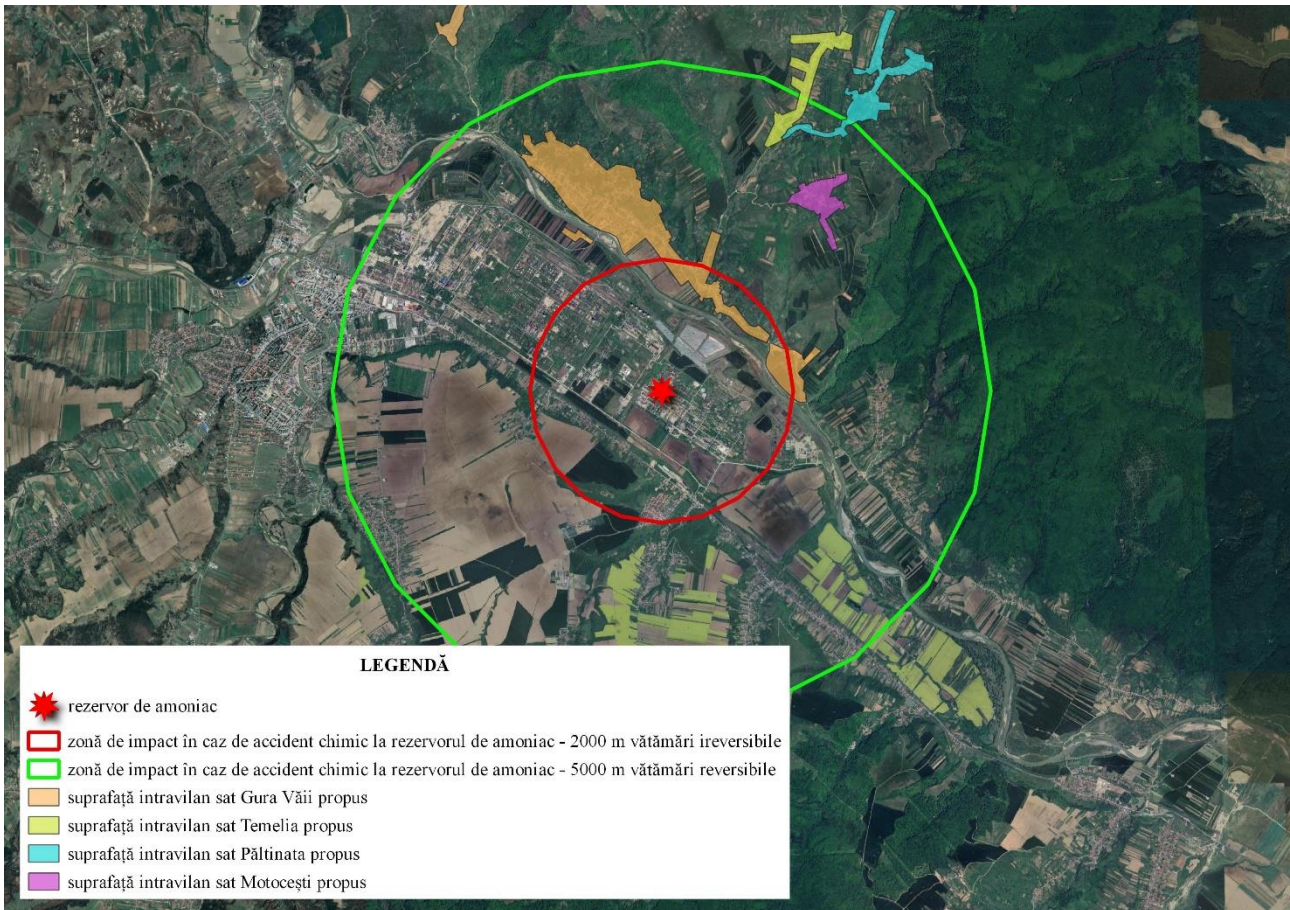 LEGENDĂ
rezervor de amoniac
zonă de impact în caz de accident chimic la rezervorul de amoniac - 2000 m vătămări ireversibile
zonă de impact în caz de accident chimic la rezervorul de amoniac - 5000 m vătămări reversibile
suprafață intravilan sat Gura Văii propus
suprafață intravilan sat Temelia propus
suprafață intravilan sat Păltinata propus
suprafață intravilan sat Motocești propus